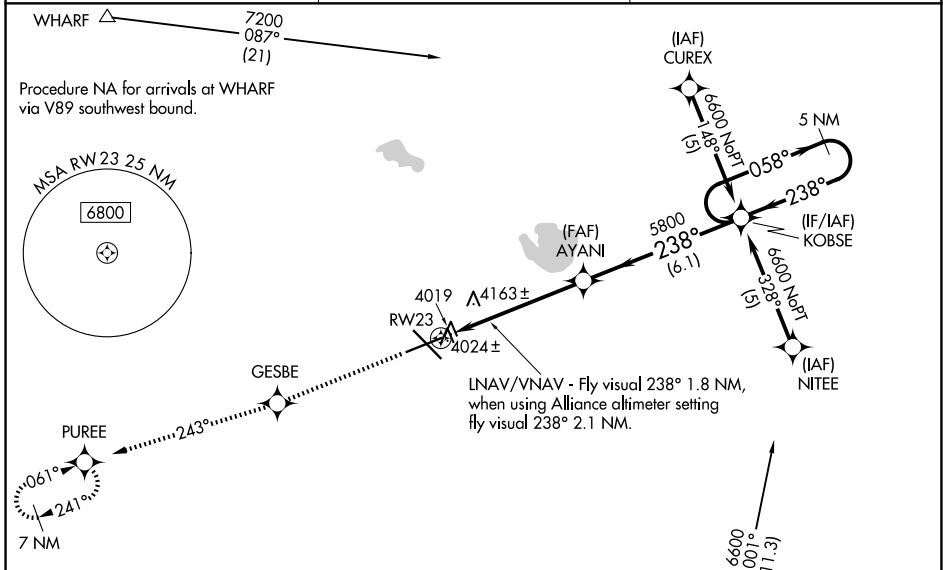 WHARF
7200
087°
(21)
Procedure NA for arrivals at WHARF
via V89 southwest bound.
MSA RW 23 25 NM
6800
(IAF)
CUREX
6600 NoPT
148°
(5)
5 NM
058°
238°
(IF/IAF)
KOBSE
5800
238°
(6.1)
(FAF)
AYANI
6600 NoPT
328°
(5)
(IAF)
NITEE
4163±
4019
RW23
4024±
LNAV/VNAV - Fly visual 238° 1.8 NM,
when using Alliance altimeter setting
fly visual 238° 2.1 NM.
GESBE
243°
PUREE
061°
241°
7 NM
6600
001°
11.3)